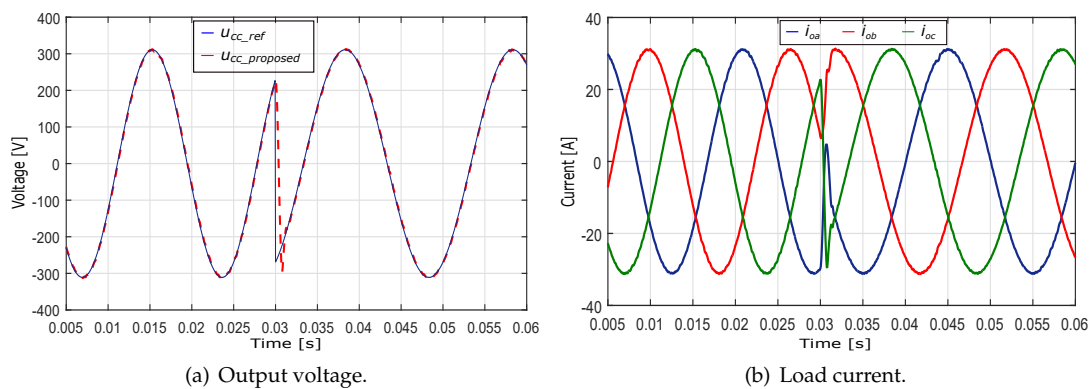 400
300
200
100
0
-100
-200
-300
-400
Voltage [V]
u_cc_ref
u_cc_proposed
0.005 0.01 0.015 0.02 0.025 0.03 0.035 0.04 0.045 0.05 0.055 0.06
Time [s]
(a) Output voltage.
40
20
0
-20
-40
Current [A]
i_oa i_ob i_oc
0.005 0.01 0.015 0.02 0.025 0.03 0.035 0.04 0.045 0.05 0.055 0.06
Time [s]
(b) Load current.